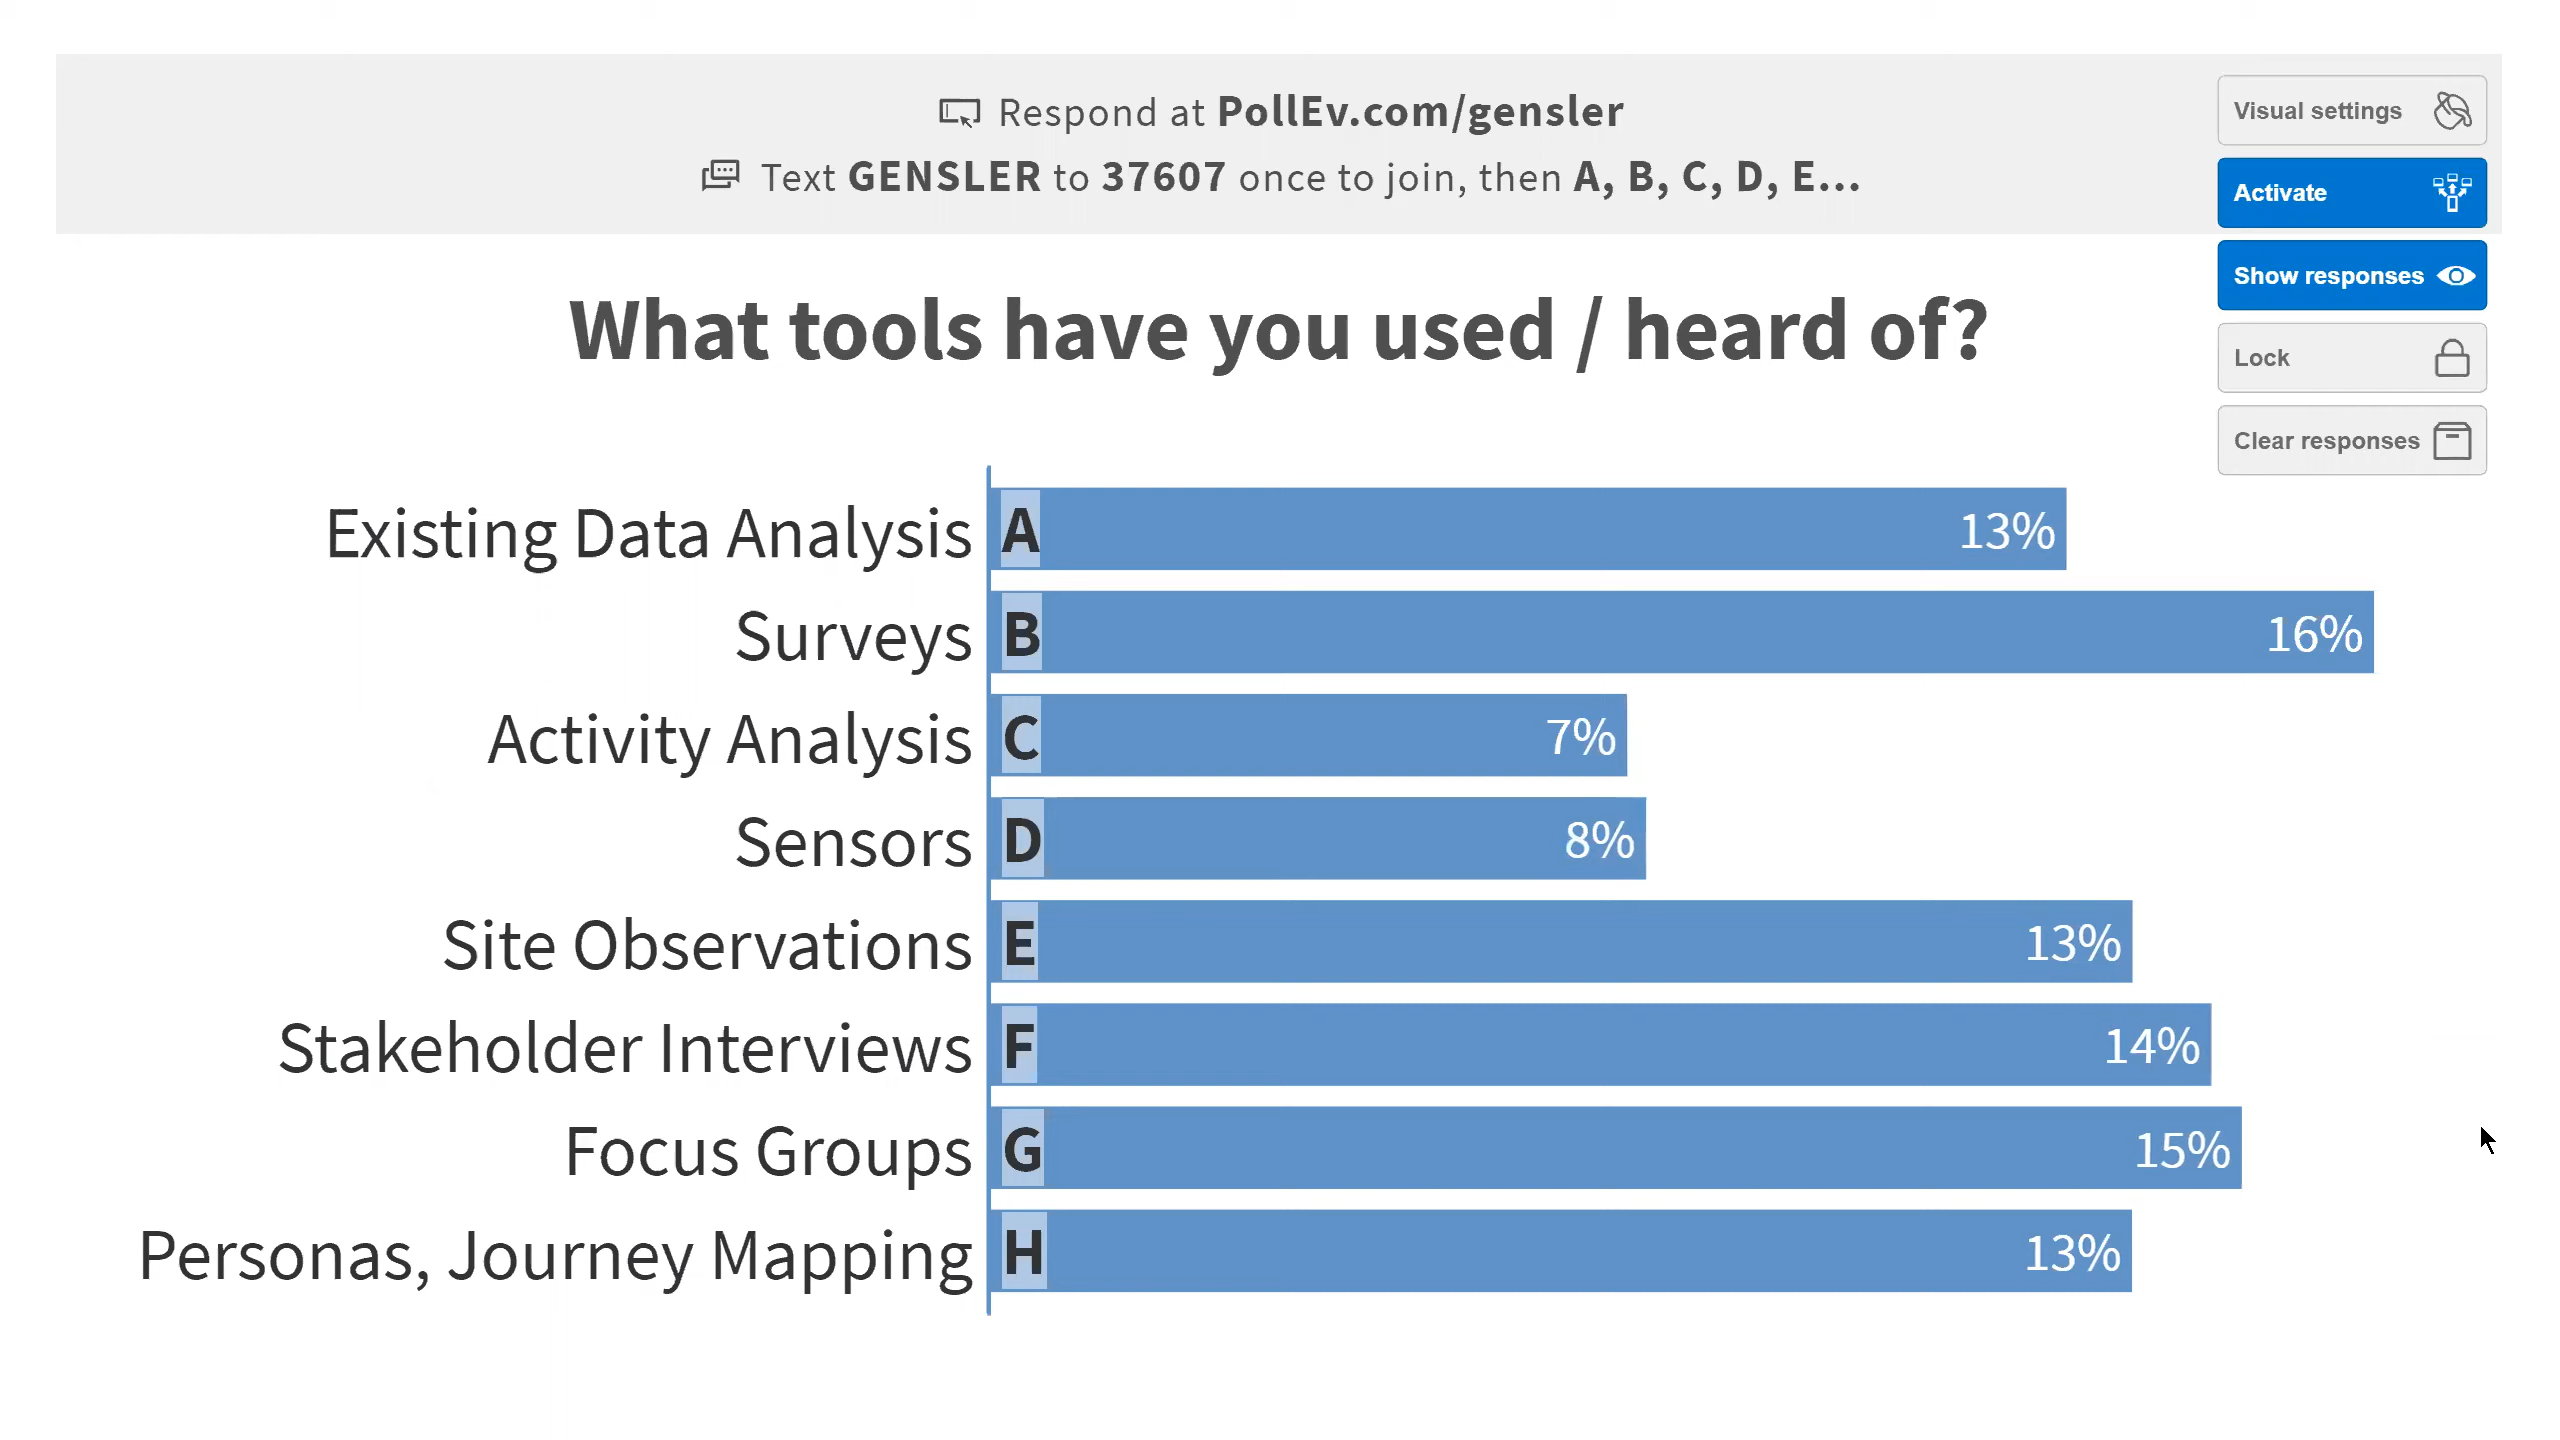 Respond at PollEv.com/gensler
Text GENSLER to 37607 once to join, then A, B, C, D, E...
Visual settings
Activate
Show responses
Lock
Clear responses
What tools have you used / heard of?
Existing Data Analysis A 13%
Surveys B 16%
Activity Analysis C 7%
Sensors D 8%
Site Observations E 13%
Stakeholder Interviews F 14%
Focus Groups G 15%
Personas, Journey Mapping H 13%